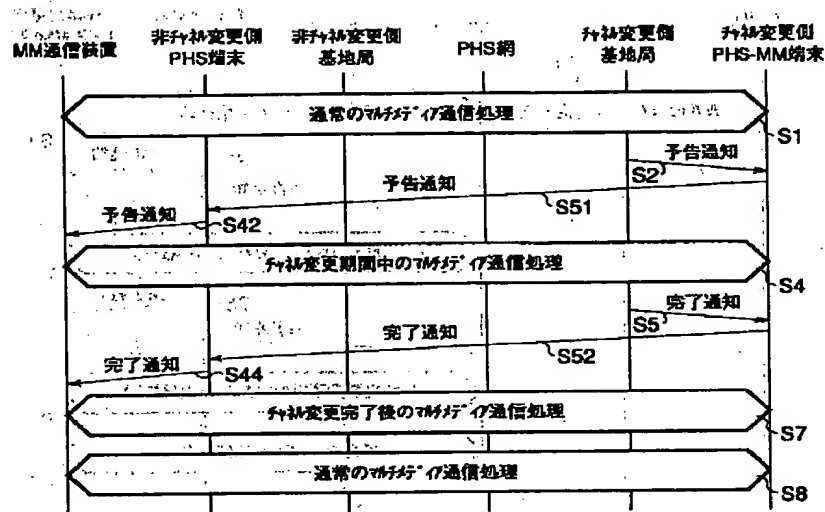 MM通信装置
非ﾁｬﾈﾙ変更側
PHS端末
非ﾁｬﾈﾙ変更側
基地局
PHS網
ﾁｬﾈﾙ変更側
基地局
ﾁｬﾈﾙ変更側
PHS-MM端末
通常のﾏﾙﾁﾒﾃﾞｨｱ通信処理
S1
予告通知
S2
予告通知
S51
予告通知
S42
ﾁｬﾈﾙ変更期間中のﾏﾙﾁﾒﾃﾞｨｱ通信処理
S4
完了通知
S5
完了通知
S52
完了通知
S44
ﾁｬﾈﾙ変更完了後のﾏﾙﾁﾒﾃﾞｨｱ通信処理
S7
通常のﾏﾙﾁﾒﾃﾞｨｱ通信処理
S8